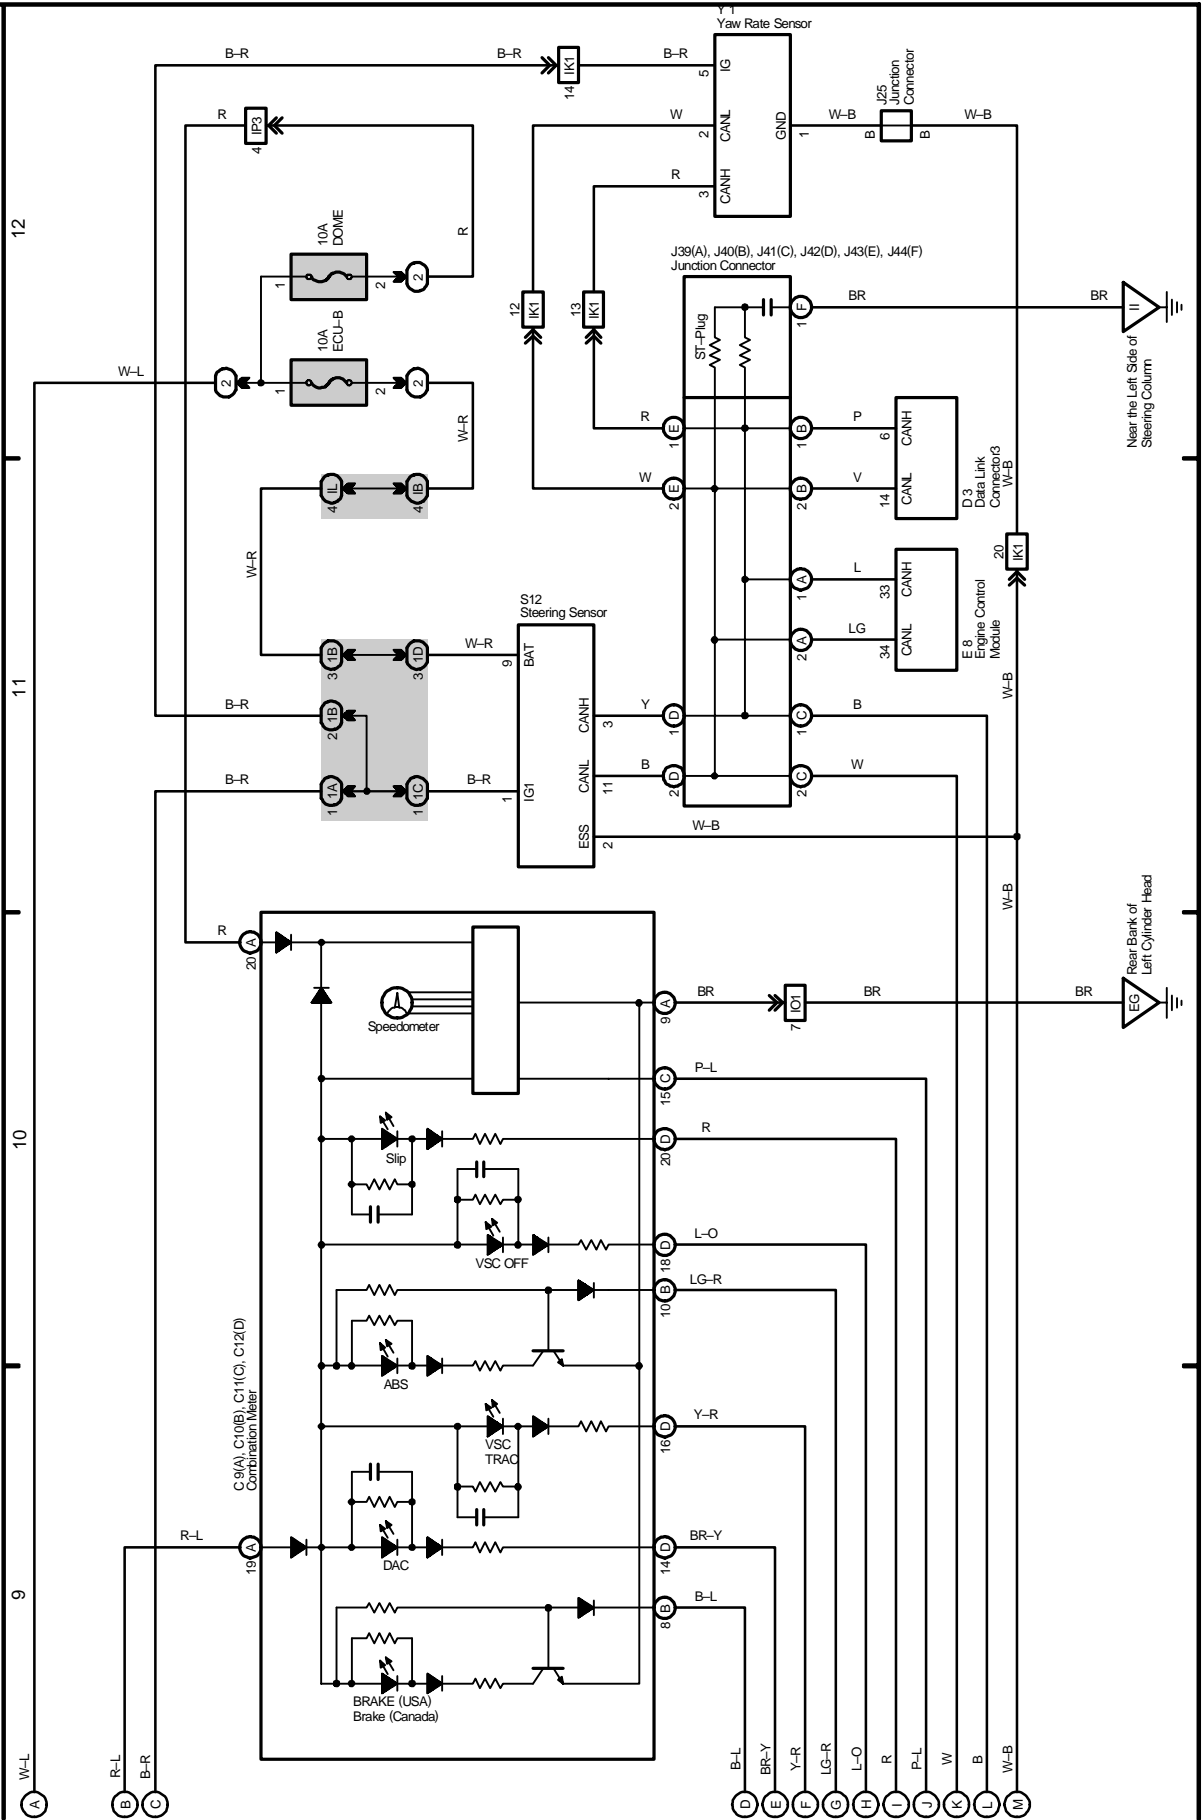 Y 1
Yaw Rate Sensor
B–R
B–R
B–R
IK1
14
5
IG
R
IP3
4
W
2
CANL
GND
1
W–B
B
J25
Junction
Connector
B
W–B
R
3
CANH
12
10A
DOME
1
2
2
R
J39(A), J40(B), J41(C), J42(D), J43(E), J44(F)
Junction Connector
12
IK1
13
IK1
ST–Plug
F
1
BR
BR
II
Near the Left Side of
Steering Column
10A
ECU–B
W–L
2
1
2
2
W–R
R
E
1
B
1
P
6
CANH
W
E
2
B
2
V
14
CANL
D 3
Data Link
Connector3
W–B
IL
4
IB
4
W–R
20
IK1
A
1
L
33
CANH
A
2
LG
34
CANL
E 8
Engine Control
Module
W–B
11
S12
Steering Sensor
1B
3
1D
3
W–R
9
BAT
B–R
1B
2
CANH
3
Y
D
1
C
1
B
B–R
1A
1
1C
1
B–R
1
IG1
CANL
11
B
D
2
C
2
W
ESS
2
W–B
W–B
R
A
20
Speedometer
A
9
BR
IO1
7
BR
BR
EG
Rear Bank of
Left Cylinder Head
C
15
P–L
10
Slip
D
20
R
VSC OFF
D
18
L–O
B
10
LG–R
C 9(A), C10(B), C11(C), C12(D)
Combination Meter
ABS
VSC
TRAC
D
16
Y–R
R–L
A
19
DAC
D
14
BR–Y
9
B
8
B–L
BRAKE (USA)
Brake (Canada)
W–L
R–L
B–R
B–L
BR–Y
Y–R
LG–R
L–O
R
P–L
W
B
W–B
A
B
C
D
E
F
G
H
I
J
K
L
M